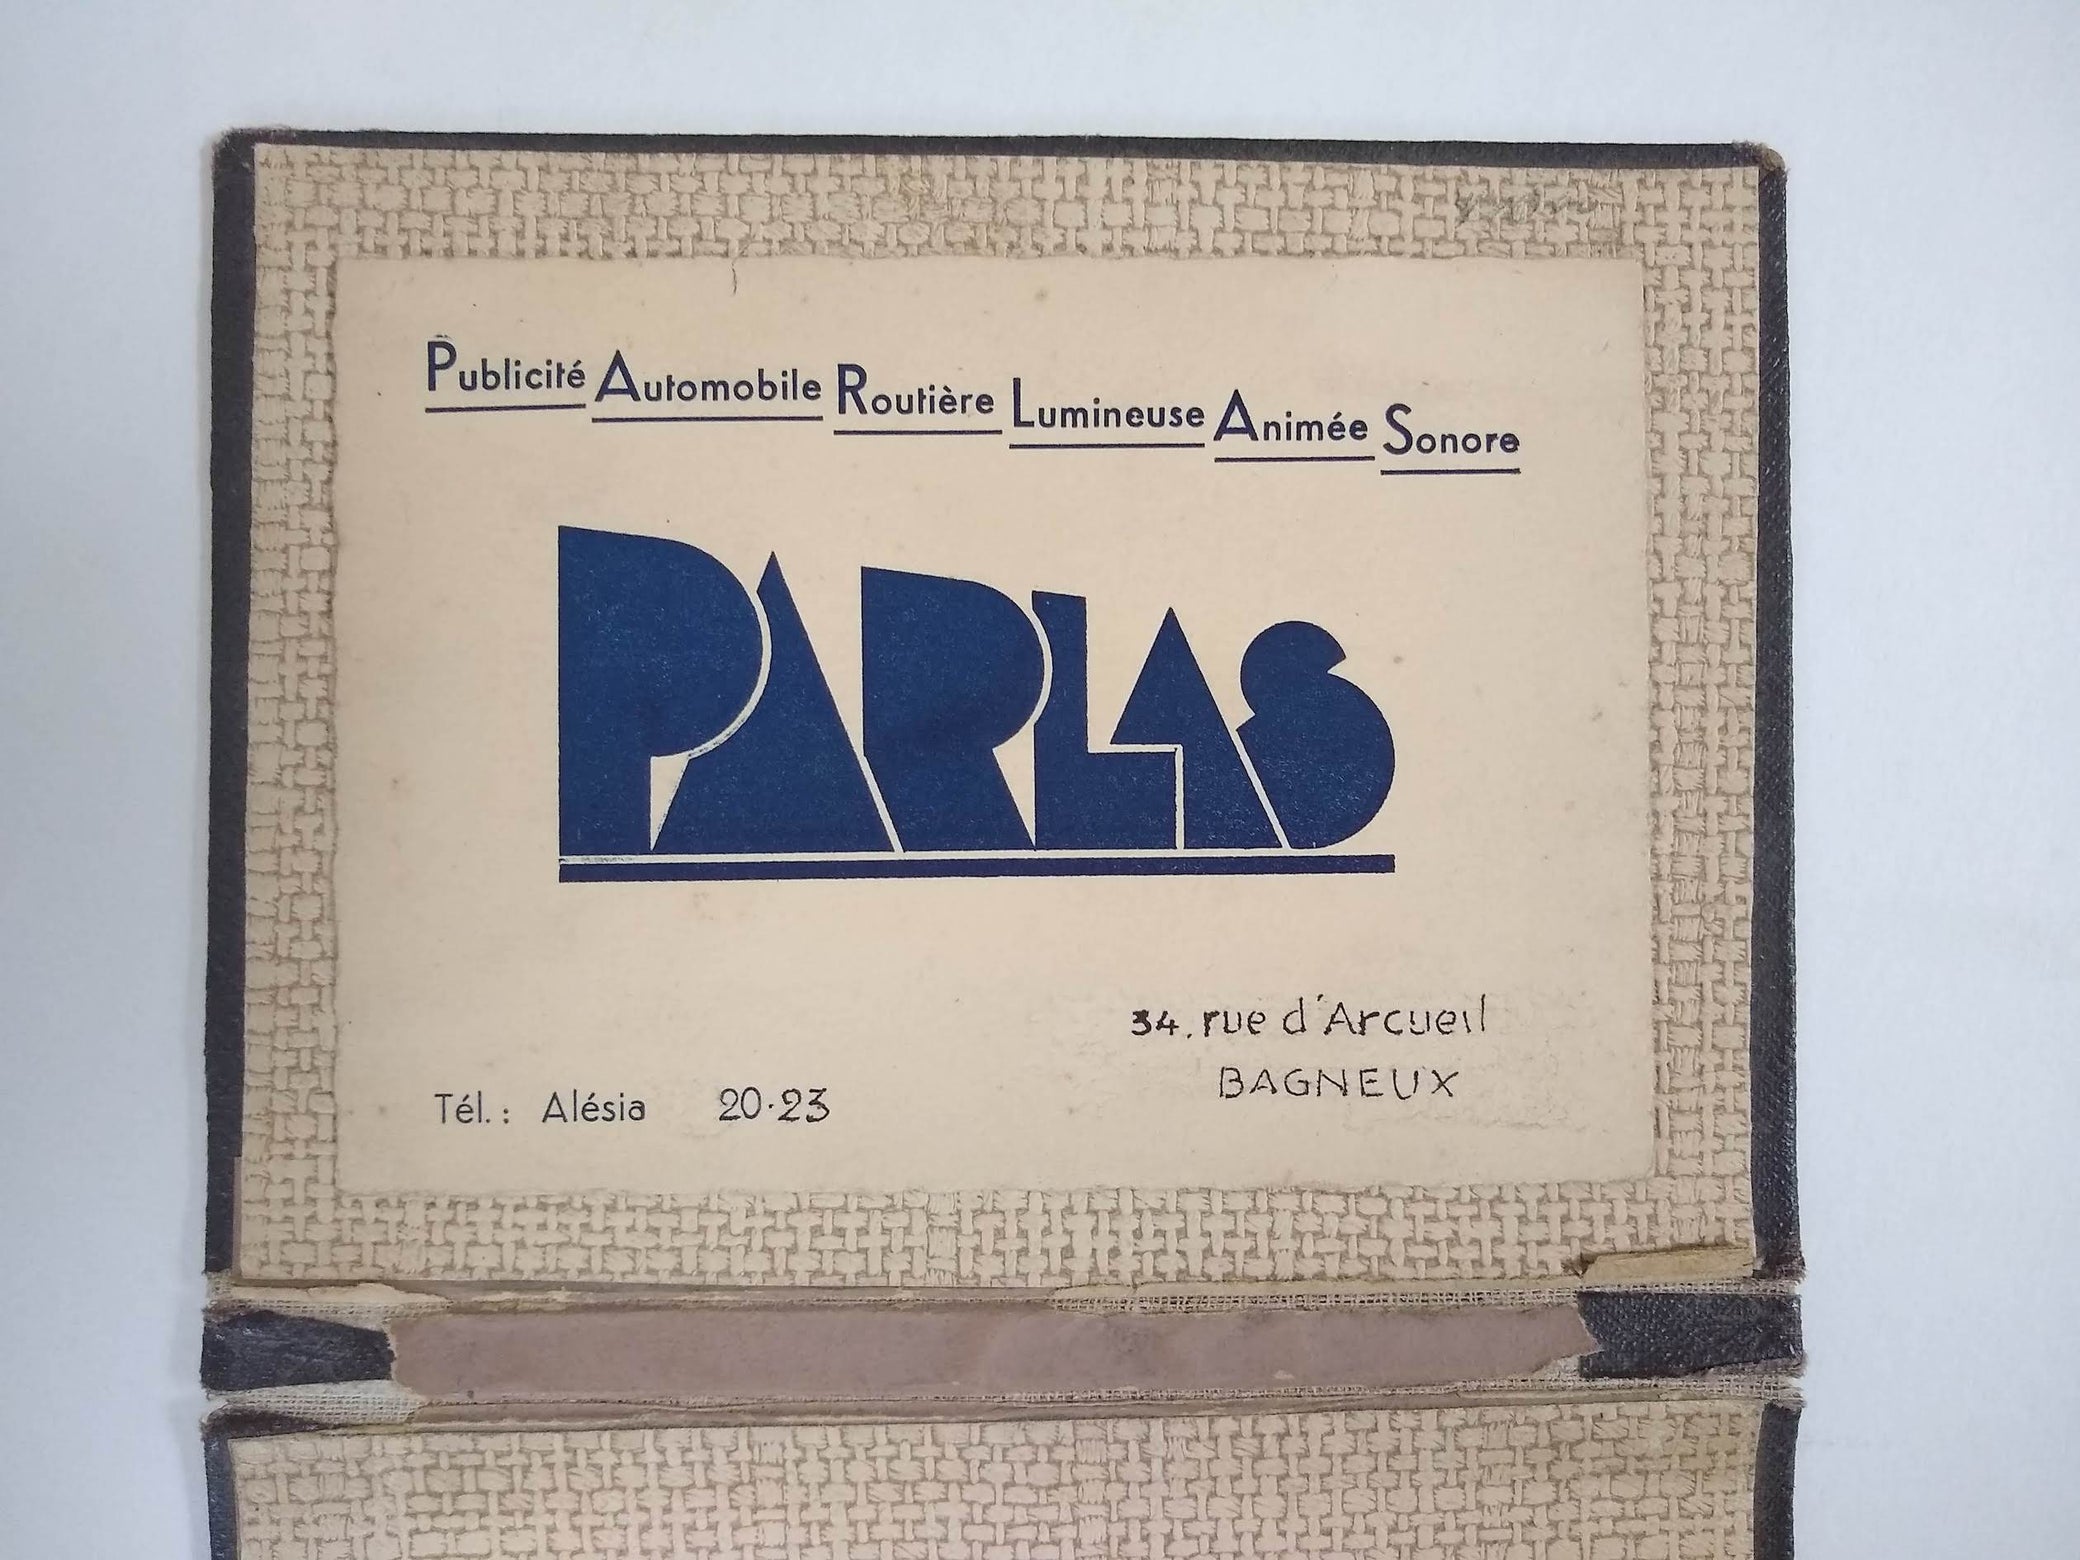 Publicité Automobile Routière Lumineuse Animée Sonore
PARLAS
34, rue d'Arcueil
BAGNEUX
Tél.: Alésia 20·23